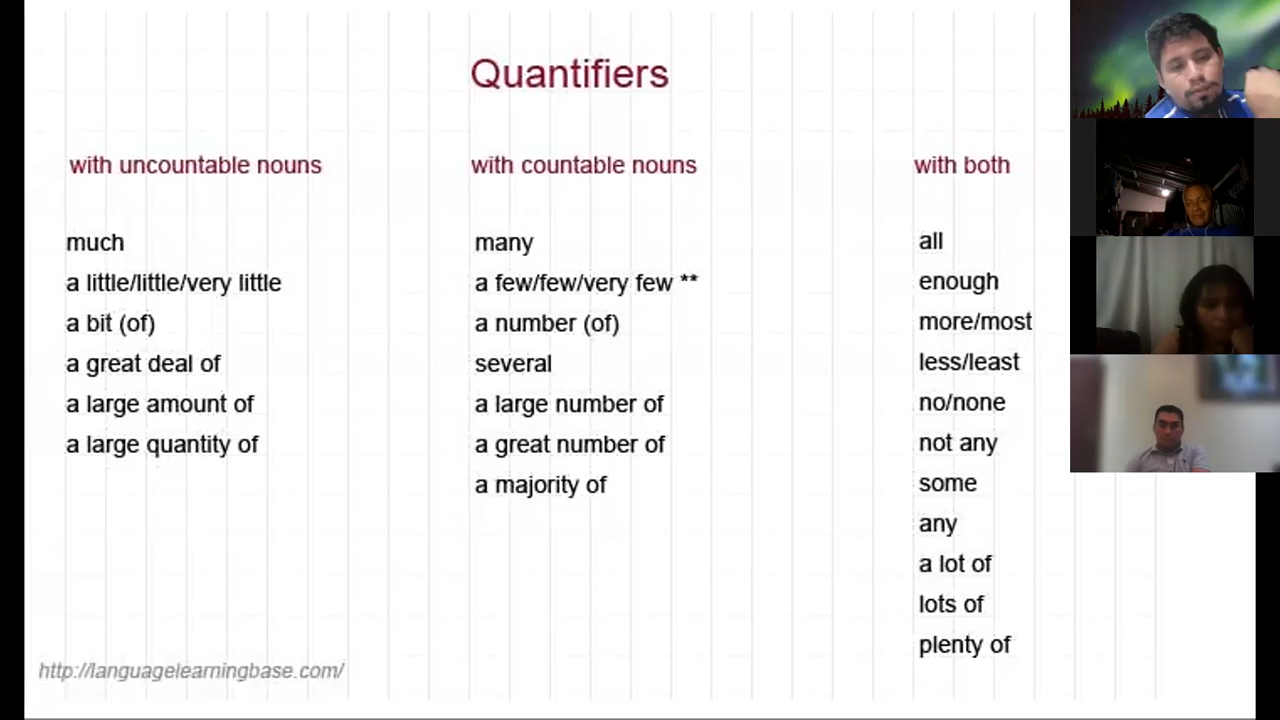 Quantifiers
with uncountable nouns
much
a little/little/very little
a bit (of)
a great deal of
a large amount of
a large quantity of
with countable nouns
many
a few/few/very few **
a number (of)
several
a large number of
a great number of
a majority of
with both
all
enough
more/most
less/least
no/none
not any
some
any
a lot of
lots of
plenty of
http://languagelearningbase.com/